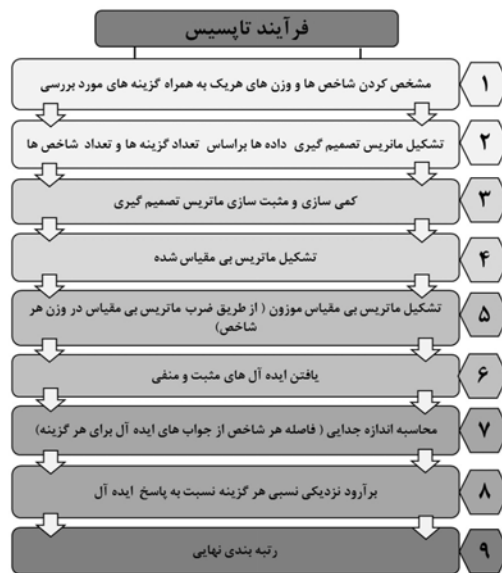 فرآیند تاپسیس
مشخص کردن شاخص ها و وزن های هریک به همراه گزینه های مورد بررسی
۱
تشکیل ماتریس تصمیم گیری داده ها براساس تعداد گزینه ها و تعداد شاخص ها
۲
کمی سازی و مثبت سازی ماتریس تصمیم گیری
۳
تشکیل ماتریس بی مقیاس شده
۴
تشکیل ماتریس بی مقیاس موزون ( از طریق ضرب ماتریس بی مقیاس در وزن هر
شاخص)
۵
یافتن ایده آل های مثبت و منفی
۶
محاسبه اندازه جدایی ( فاصله هر شاخص از جواب های ایده آل برای هر گزینه)
۷
برآرود نزدیکی نسبی هر گزینه نسبت به پاسخ ایده آل
۸
رتبه بندی نهایی
۹